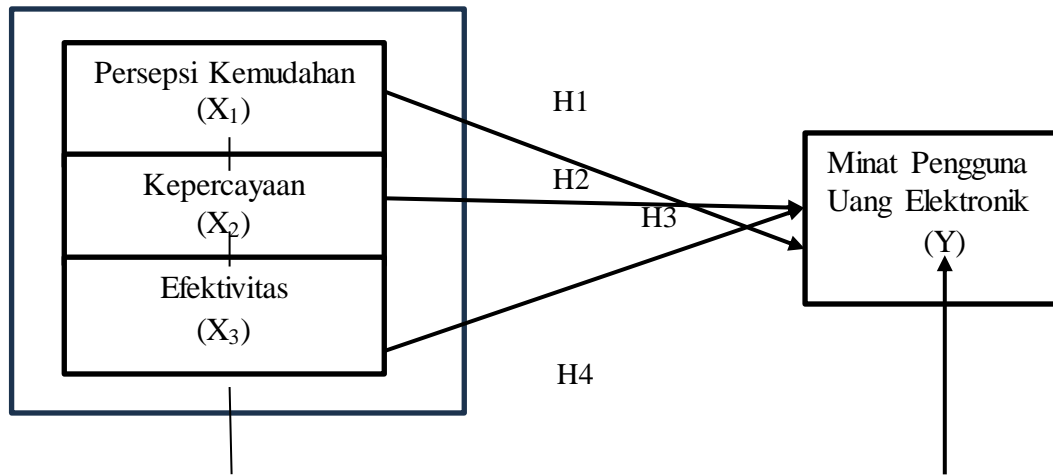 Persepsi Kemudahan
(X₁)
Kepercayaan
(X₂)
Efektivitas
(X₃)
H1
H2
H3
H4
Minat Pengguna
Uang Elektronik
(Y)